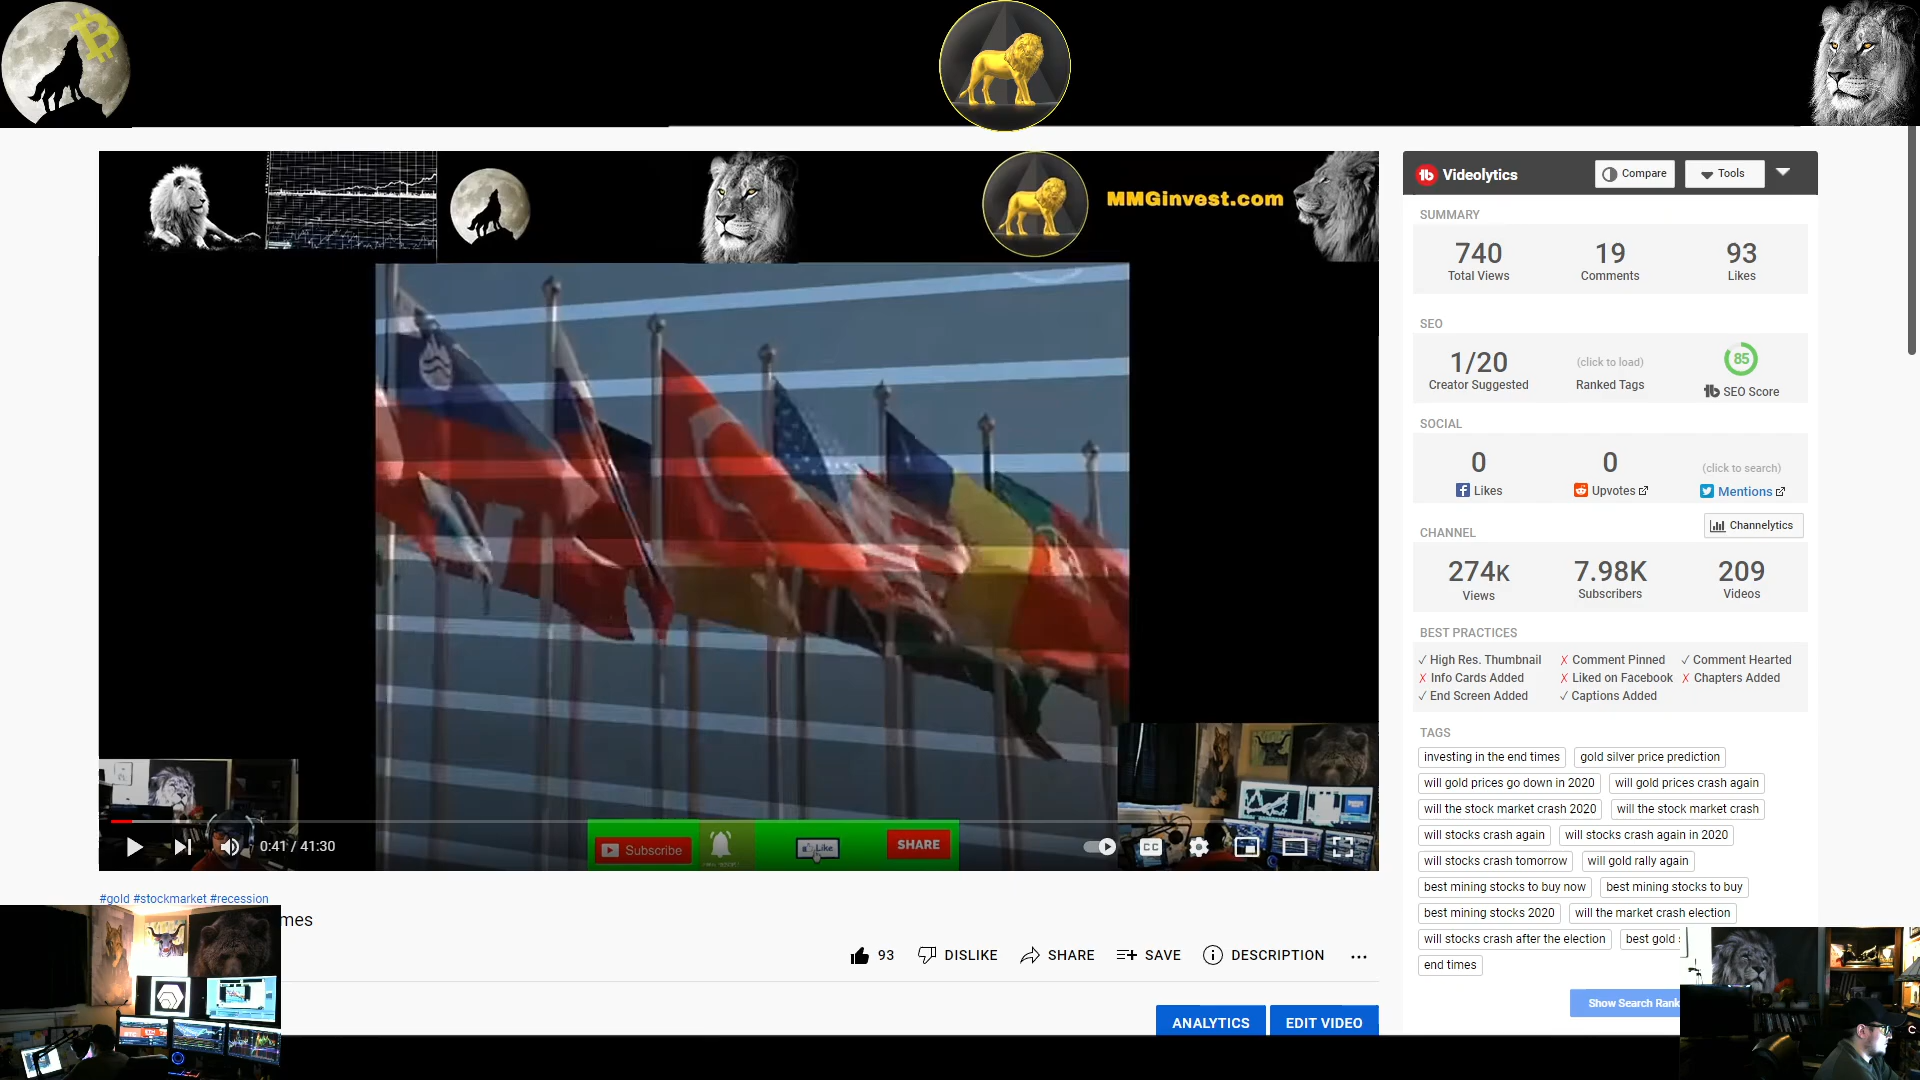 MMGinvest.com
Subscribe
Like
SHARE
0:41 / 41:30
CC
#gold #stockmarket #recession
mes
93
DISLIKE
SHARE
SAVE
DESCRIPTION
ANALYTICS
EDIT VIDEO
Videolytics
Compare
Tools
SUMMARY
740 19 93
Total Views Comments Likes
SEO
1/20 (click to load) 85
Creator Suggested Ranked Tags SEO Score
SOCIAL
0 0 (click to search)
Likes Upvotes Mentions
CHANNEL Channelytics
274K 7.98K 209
Views Subscribers Videos
BEST PRACTICES
✓ High Res. Thumbnail ✗ Comment Pinned ✓ Comment Hearted
✗ Info Cards Added ✗ Liked on Facebook ✗ Chapters Added
✓ End Screen Added ✓ Captions Added
TAGS
investing in the end times gold silver price prediction
will gold prices go down in 2020 will gold prices crash again
will the stock market crash 2020 will the stock market crash
will stocks crash again will stocks crash again in 2020
will stocks crash tomorrow will gold rally again
best mining stocks to buy now best mining stocks to buy
best mining stocks 2020 will the market crash election
will stocks crash after the election best gold
end times
Show Search Rank